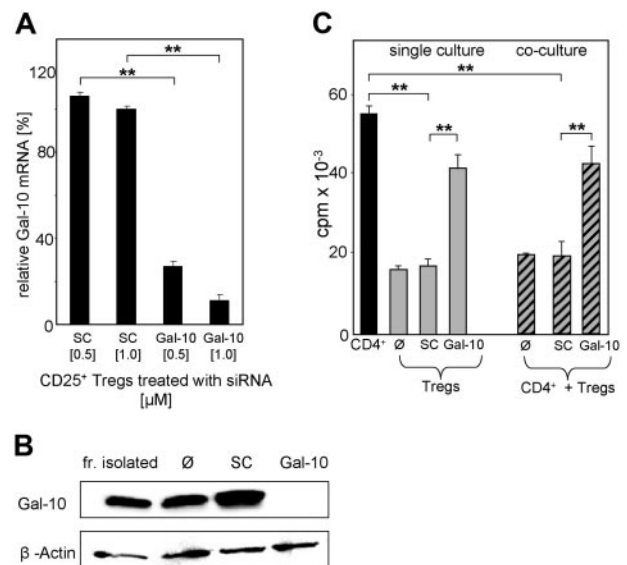 A
relative Gal-10 mRNA [%]
120
80
40
0
**
**
SC SC Gal-10 Gal-10
[0.5] [1.0] [0.5] [1.0]
CD25⁺ Tregs treated with siRNA
[µM]
B
fr. isolated Ø SC Gal-10
Gal-10
β -Actin
C
single culture co-culture
cpm x 10⁻³
60
40
20
0
**
**
**
**
CD4⁺ Ø SC Gal-10 Ø SC Gal-10
Tregs CD4⁺ + Tregs